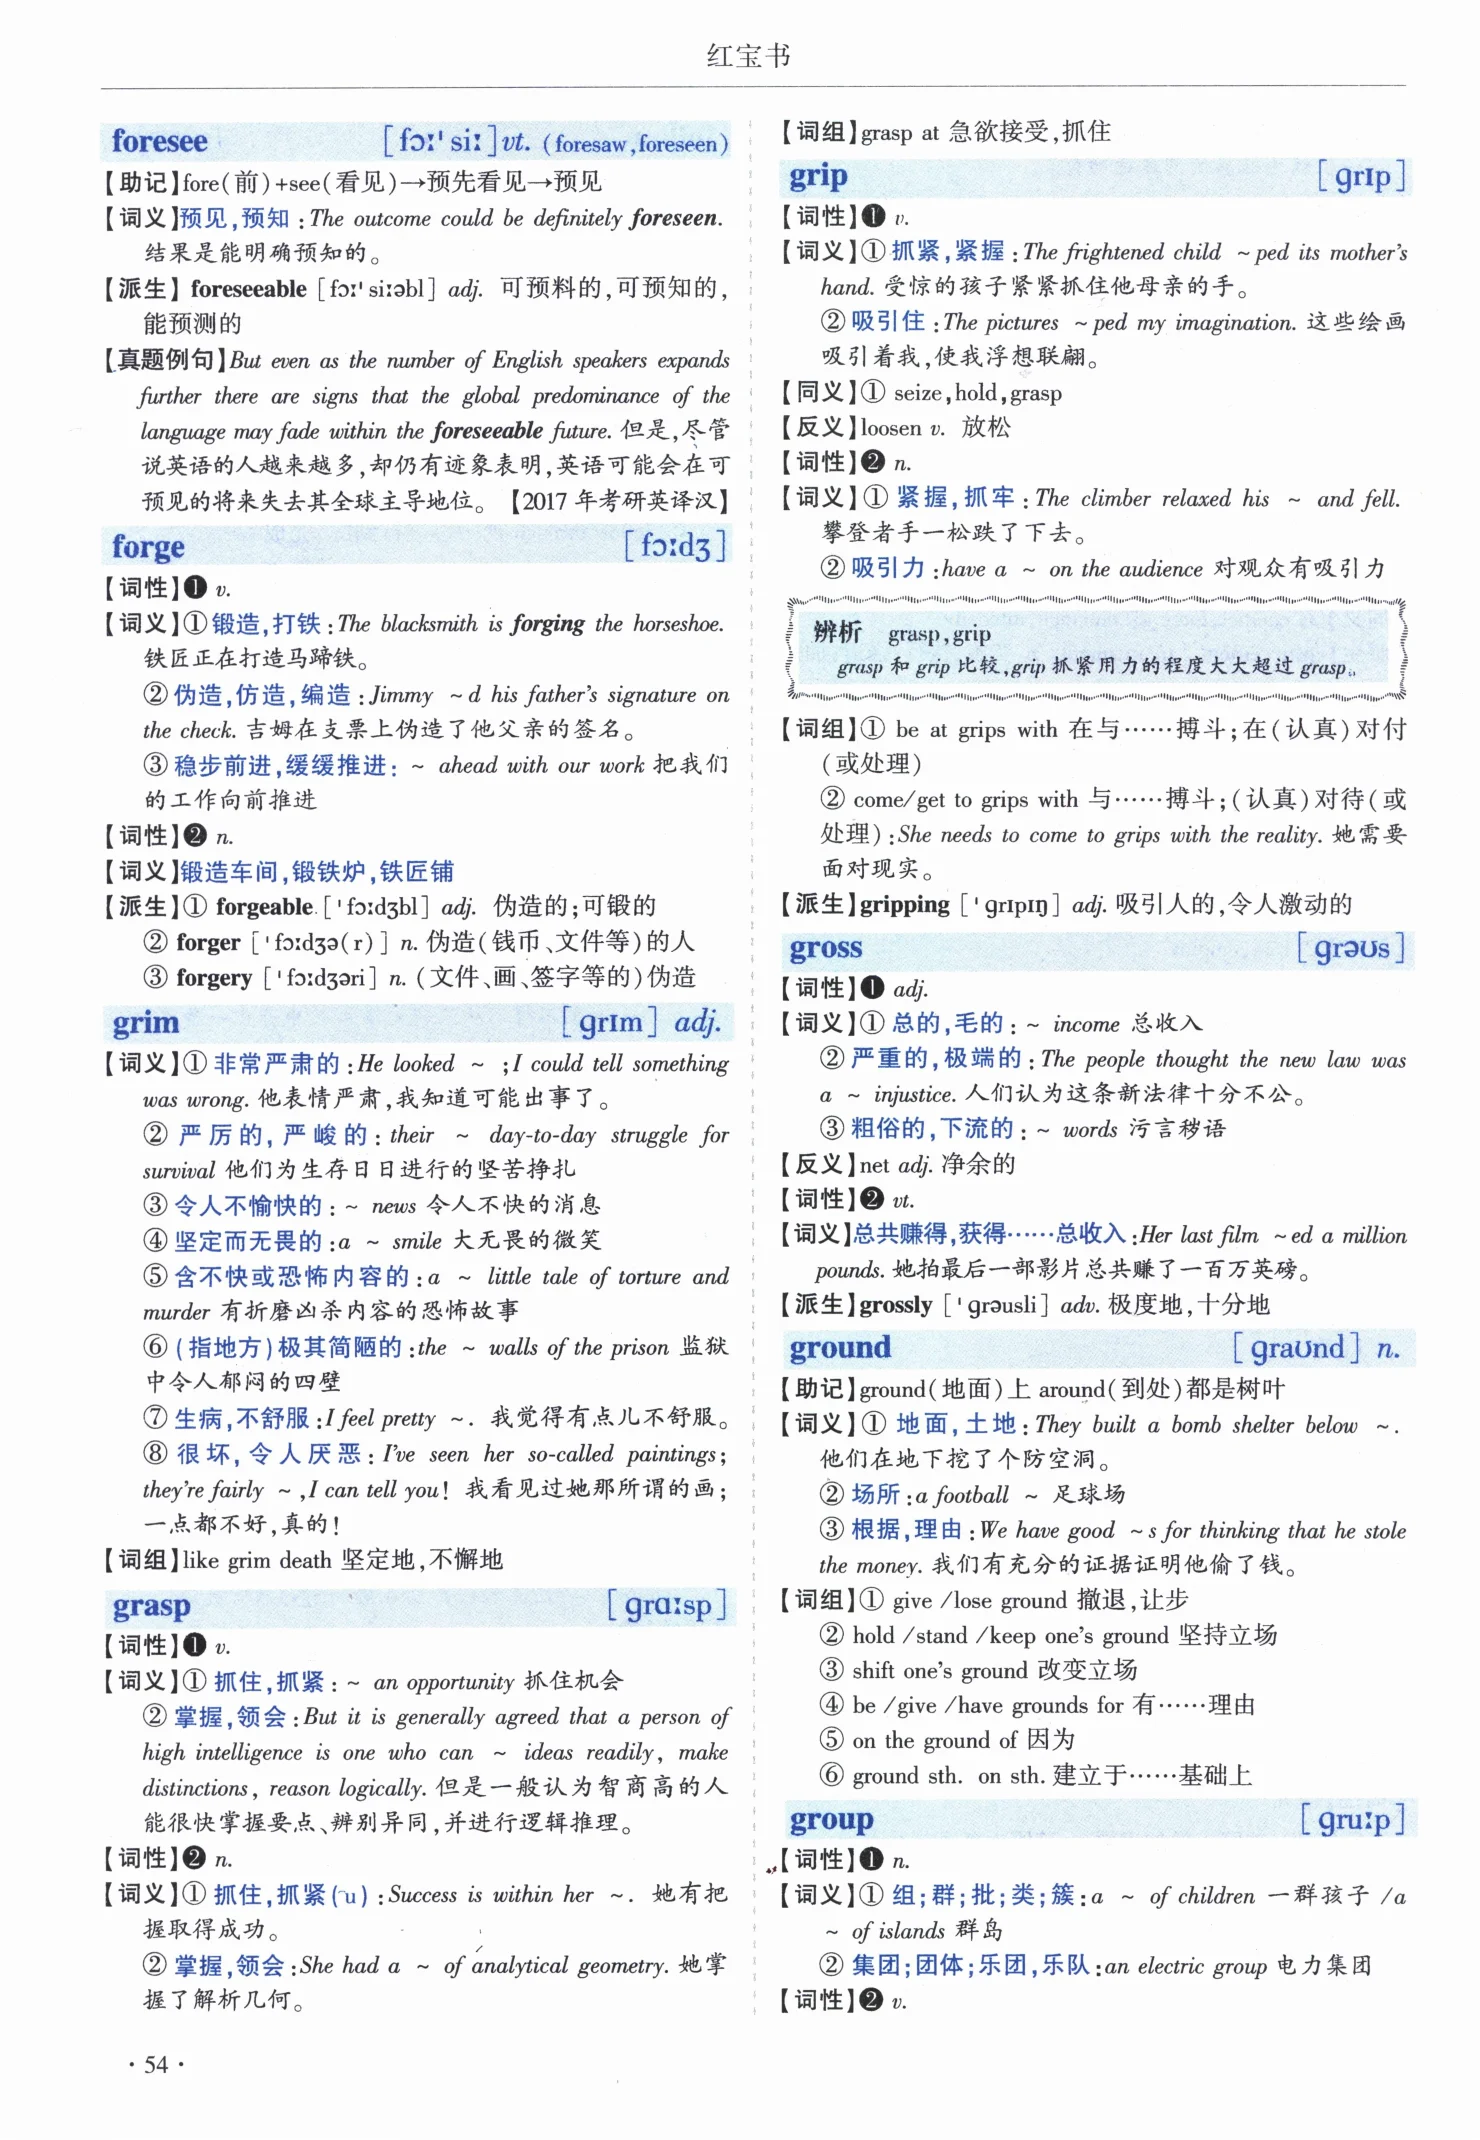 红宝书
foresee [fɔːˈsiː] vt. (foresaw,foreseen)
【助记】fore(前)+see(看见)→预先看见→预见
【词义】预见,预知:The outcome could be definitely foreseen.
结果是能明确预知的。
【派生】foreseeable [fɔːˈsiːəbl] adj. 可预料的,可预知的,
能预测的
【真题例句】But even as the number of English speakers expands
further there are signs that the global predominance of the
language may fade within the foreseeable future. 但是,尽管
说英语的人越来越多,却仍有迹象表明,英语可能会在可
预见的将来失去其全球主导地位。【2017 年考研英译汉】
forge [fɔːdʒ]
【词性】❶ v.
【词义】①锻造,打铁:The blacksmith is forging the horseshoe.
铁匠正在打造马蹄铁。
②伪造,仿造,编造:Jimmy ~d his father's signature on
the check. 吉姆在支票上伪造了他父亲的签名。
③稳步前进,缓缓推进: ~ ahead with our work 把我们
的工作向前推进
【词性】❷ n.
【词义】锻造车间,锻铁炉,铁匠铺
【派生】① forgeable [ˈfɔːdʒbl] adj. 伪造的;可锻的
② forger [ˈfɔːdʒə(r)] n. 伪造(钱币、文件等)的人
③ forgery [ˈfɔːdʒəri] n. (文件、画、签字等的)伪造
grim [ɡrɪm] adj.
【词义】① 非常严肃的:He looked ~ ;I could tell something
was wrong. 他表情严肃,我知道可能出事了。
② 严厉的,严峻的: their ~ day-to-day struggle for
survival 他们为生存日日进行的坚苦挣扎
③ 令人不愉快的: ~ news 令人不快的消息
④ 坚定而无畏的:a ~ smile 大无畏的微笑
⑤ 含不快或恐怖内容的:a ~ little tale of torture and
murder 有折磨凶杀内容的恐怖故事
⑥ (指地方)极其简陋的:the ~ walls of the prison 监狱
中令人郁闷的四壁
⑦ 生病,不舒服:I feel pretty ~. 我觉得有点儿不舒服。
⑧ 很坏,令人厌恶:I've seen her so-called paintings;
they're fairly ~ ,I can tell you! 我看见过她那所谓的画;
一点都不好,真的!
【词组】like grim death 坚定地,不懈地
grasp [ɡrɑːsp]
【词性】❶ v.
【词义】① 抓住,抓紧: ~ an opportunity 抓住机会
② 掌握,领会:But it is generally agreed that a person of
high intelligence is one who can ~ ideas readily, make
distinctions, reason logically. 但是一般认为智商高的人
能很快掌握要点、辨别异同,并进行逻辑推理。
【词性】❷ n.
【词义】① 抓住,抓紧(~u) :Success is within her ~. 她有把
握取得成功。
② 掌握,领会:She had a ~ of analytical geometry. 她掌
握了解析几何。
· 54 ·
【词组】grasp at 急欲接受,抓住
grip [ɡrɪp]
【词性】❶ v.
【词义】① 抓紧,紧握:The frightened child ~ped its mother's
hand. 受惊的孩子紧紧抓住他母亲的手。
② 吸引住:The pictures ~ped my imagination. 这些绘画
吸引着我,使我浮想联翩。
【同义】① seize,hold,grasp
【反义】loosen v. 放松
【词性】❷ n.
【词义】① 紧握,抓牢:The climber relaxed his ~ and fell.
攀登者手一松跌了下去。
② 吸引力:have a ~ on the audience 对观众有吸引力
辨析 grasp,grip
grasp 和 grip 比较,grip 抓紧用力的程度大大超过 grasp。
【词组】① be at grips with 在与……搏斗;在(认真)对付
(或处理)
② come/get to grips with 与……搏斗;(认真)对待(或
处理):She needs to come to grips with the reality. 她需要
面对现实。
【派生】gripping [ˈɡrɪpɪŋ] adj. 吸引人的,令人激动的
gross [ɡrəʊs]
【词性】❶ adj.
【词义】① 总的,毛的: ~ income 总收入
② 严重的,极端的:The people thought the new law was
a ~ injustice. 人们认为这条新法律十分不公。
③ 粗俗的,下流的: ~ words 污言秽语
【反义】net adj. 净余的
【词性】❷ vt.
【词义】总共赚得,获得……总收入:Her last film ~ed a million
pounds. 她拍最后一部影片总共赚了一百万英磅。
【派生】grossly [ˈɡrəusli] adv. 极度地,十分地
ground [ɡraʊnd] n.
【助记】ground(地面)上 around(到处)都是树叶
【词义】① 地面,土地:They built a bomb shelter below ~.
他们在地下挖了个防空洞。
② 场所:a football ~ 足球场
③ 根据,理由:We have good ~s for thinking that he stole
the money. 我们有充分的证据证明他偷了钱。
【词组】① give /lose ground 撤退,让步
② hold /stand /keep one's ground 坚持立场
③ shift one's ground 改变立场
④ be /give /have grounds for 有……理由
⑤ on the ground of 因为
⑥ ground sth. on sth. 建立于……基础上
group [ɡruːp]
【词性】❶ n.
【词义】① 组;群;批;类;簇:a ~ of children 一群孩子 /a
~ of islands 群岛
② 集团;团体;乐团,乐队:an electric group 电力集团
【词性】❷ v.